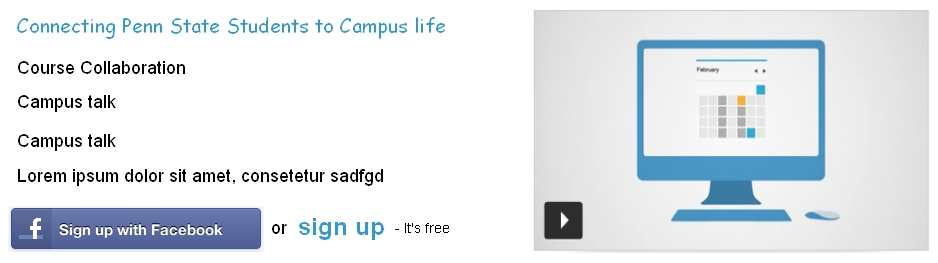 Connecting Penn State Students to Campus life
Course Collaboration
Campus talk
Campus talk
Lorem ipsum dolor sit amet, consetetur sadfgd
f Sign up with Facebook or sign up - It's free
February